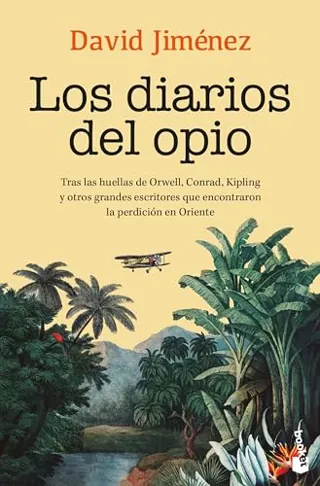 David Jiménez
Los diarios
del opio
Tras las huellas de Orwell, Conrad, Kipling
y otros grandes escritores que encontraron
la perdición en Oriente
booket